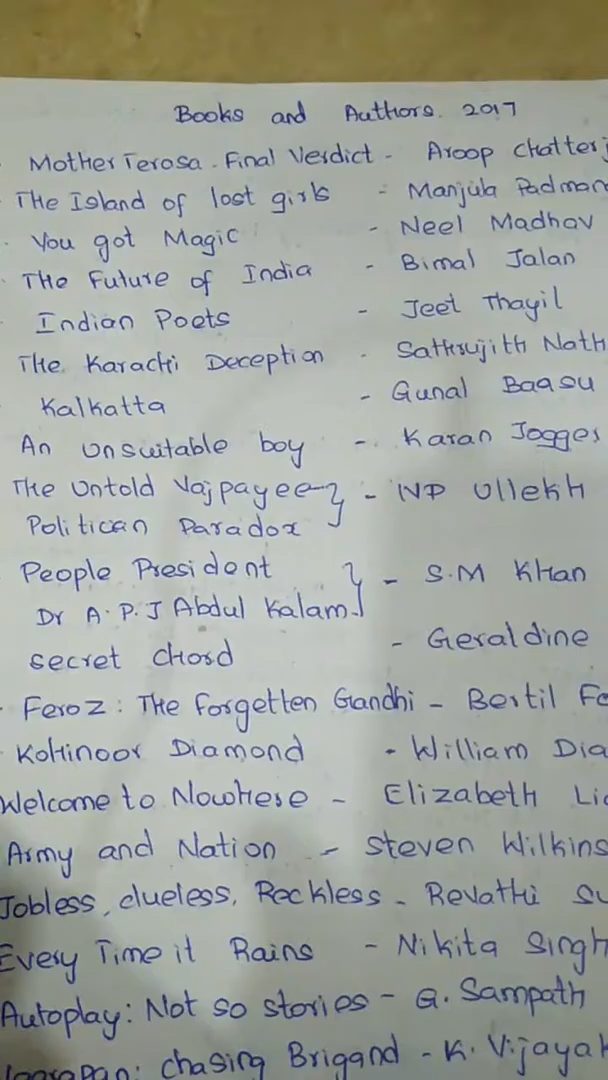 Books and Authors. 2017
Mother Terosa - Final Verdict - Aroop Chatterj
The Island of lost girls - Manjula Padman
You got Magic - Neel Madhav
The Future of India - Bimal Jalan
Indian Poets - Jeet Thayil
The Karachi Deception - Sathrujith Nath
Kalkatta - Gunal Baasu
An unsuitable boy - Karan Jogges
The Untold Vajpayee } - NP Ullekh
Politican Paradox
People President } - S.M Khan
Dr A.P.J Abdul Kalam
Secret Chord - Geraldine
Feroz: The Forgetten Gandhi - Bertil Fa
Kohinoor Diamond - William Dia
Welcome to Nowhere - Elizabeth Lia
Army and Nation - Steven Wilkins
Jobless, clueless, Reckless - Revathi Su
Every Time it Rains - Nikita Singh
Autoplay: Not so stories - G. Sampath
chasing Brigand - K. Vijayak